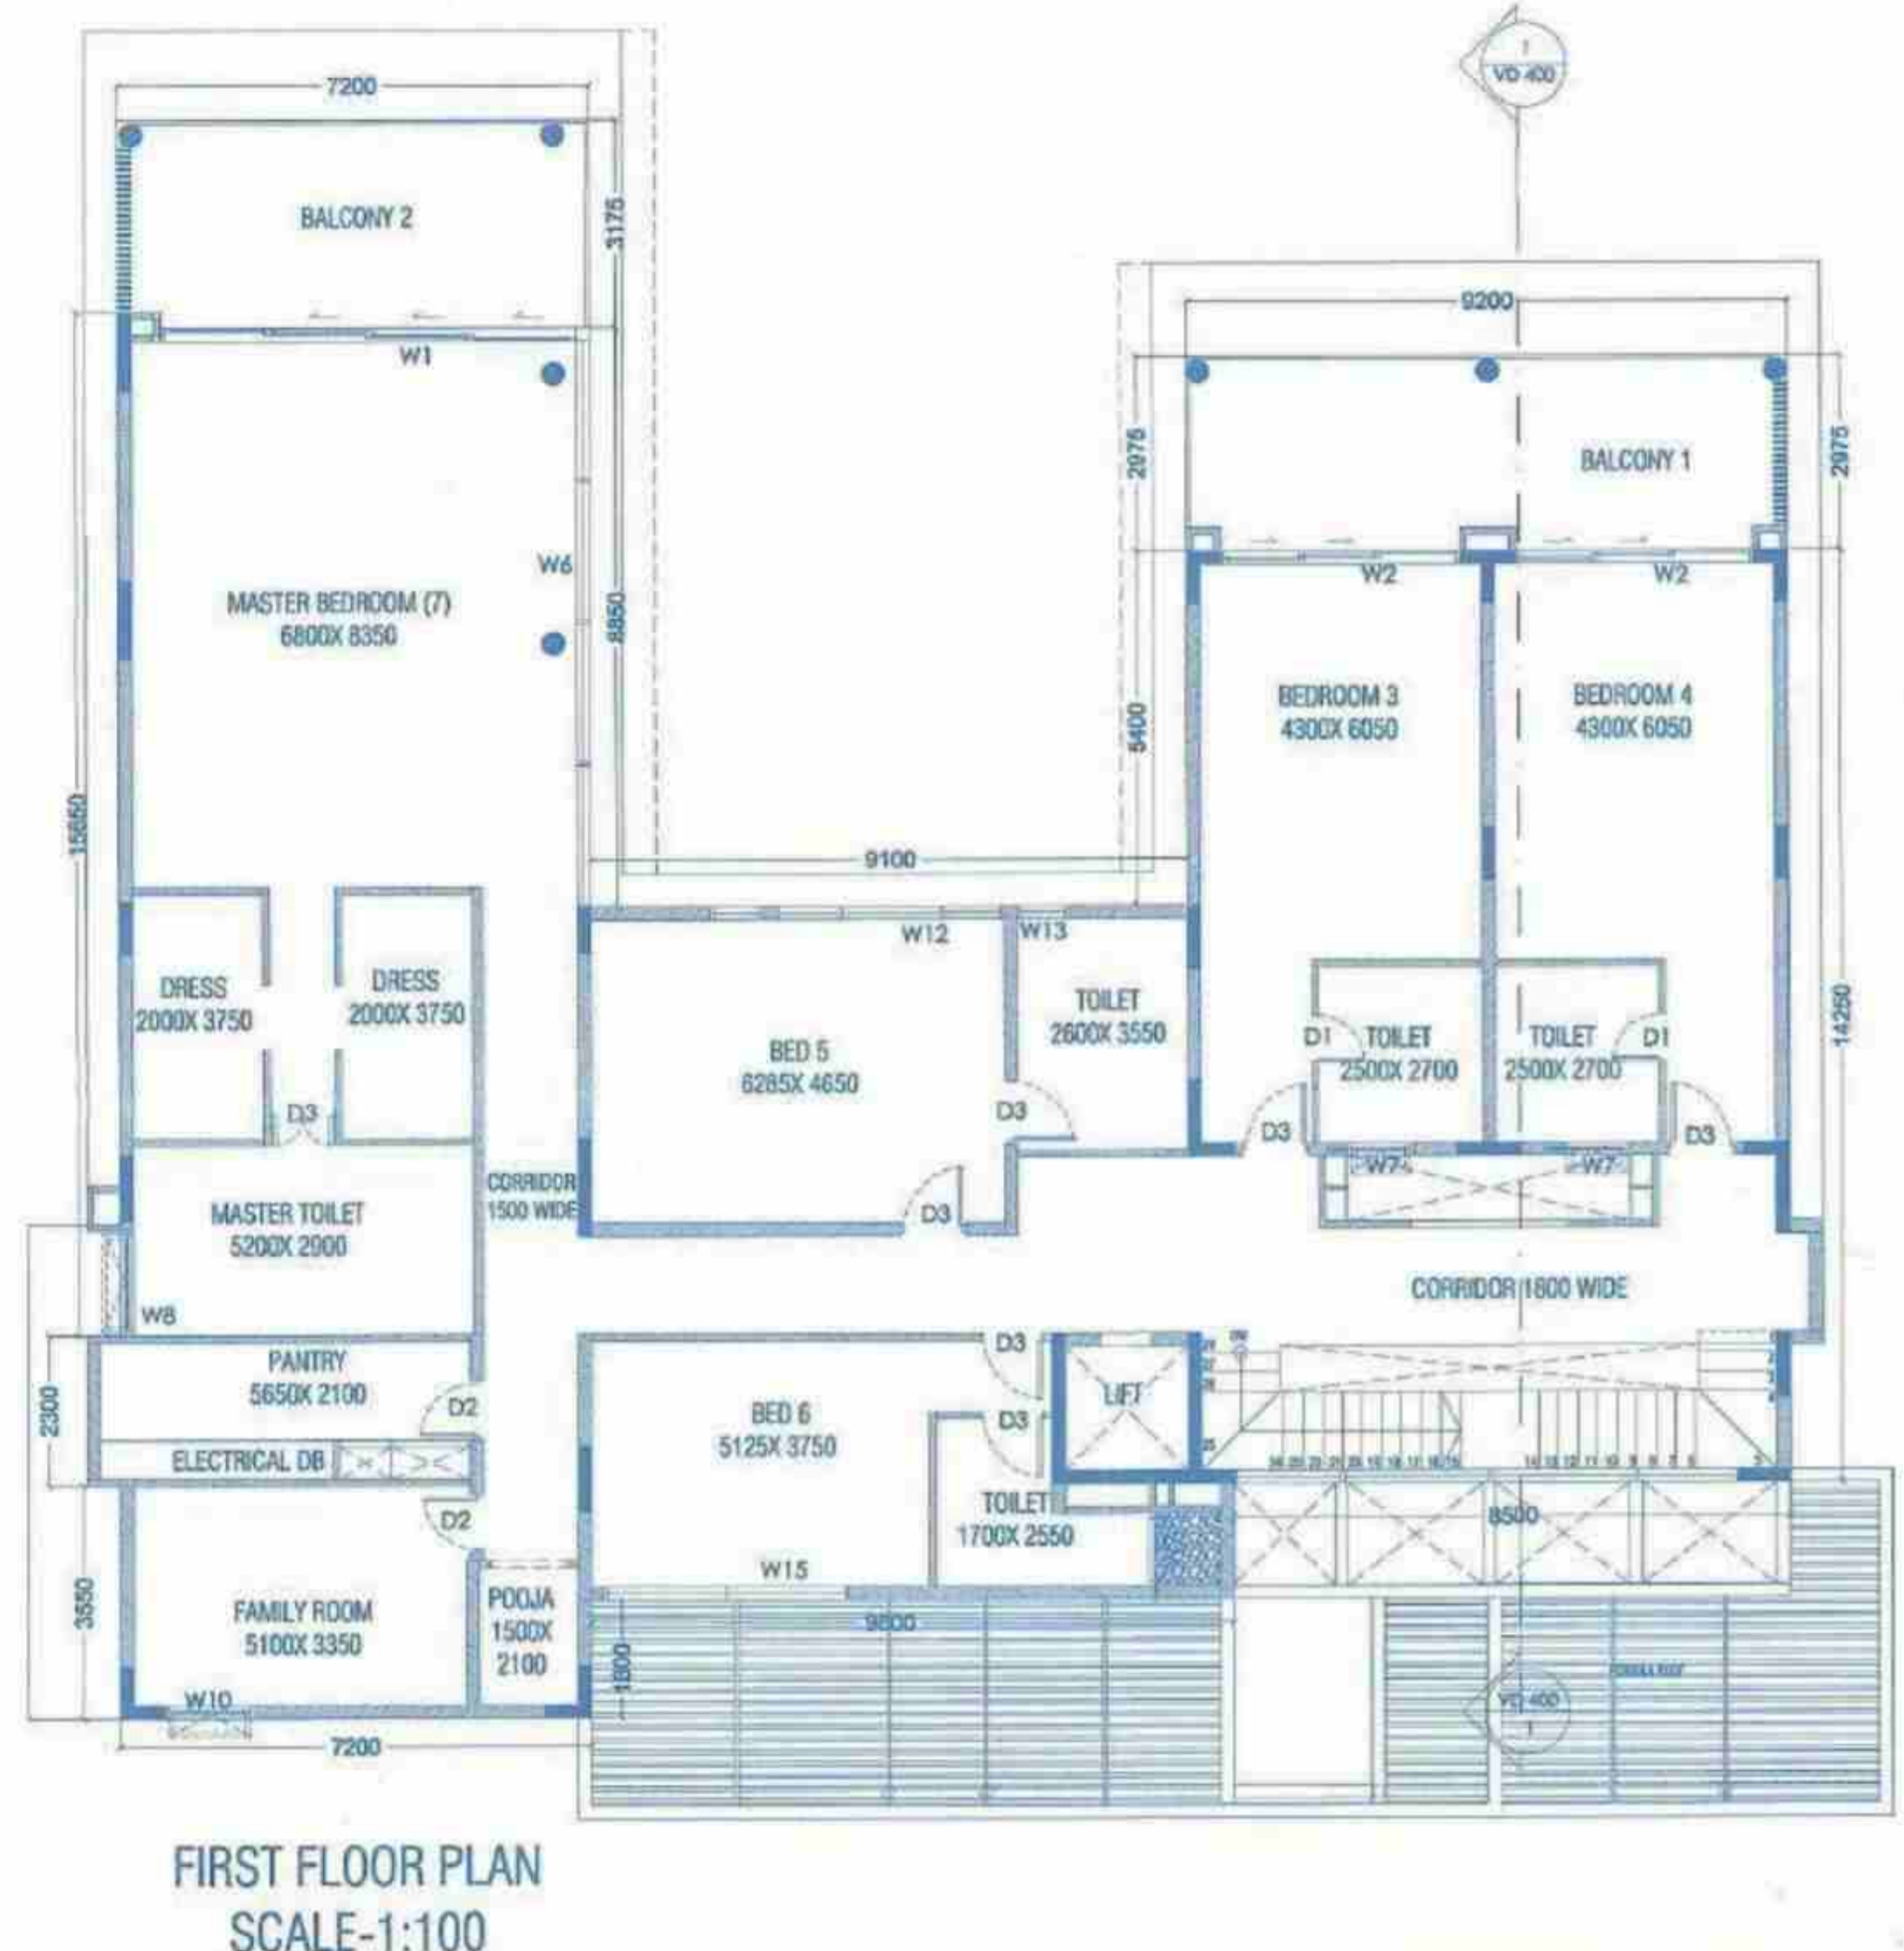 1
VD 400
7200
BALCONY 2
3175
9200
W1
2975
BALCONY 1
2975
W6
W2
W2
MASTER BEDROOM (7)
6800X 8350
8850
BEDROOM 3
4300X 6050
BEDROOM 4
4300X 6050
5400
15650
9100
W12
W13
DRESS
2000X 3750
DRESS
2000X 3750
TOILET
2600X 3550
14250
BED 5
6285X 4650
D1
TOILET
2500X 2700
TOILET
2500X 2700
D1
D3
D3
D3
D3
W7
W7
CORRIDOR
1500 WIDE
MASTER TOILET
5200X 2900
D3
CORRIDOR 1800 WIDE
W8
PANTRY
5650X 2100
D2
D3
LIFT
2300
BED 6
5125X 3750
D3
ELECTRICAL DB
TOILET
1700X 2550
8500
D2
W15
3550
FAMILY ROOM
5100X 3350
POOJA
1500X
2100
9800
1800
W10
VD 400
1
7200
FIRST FLOOR PLAN
SCALE-1:100